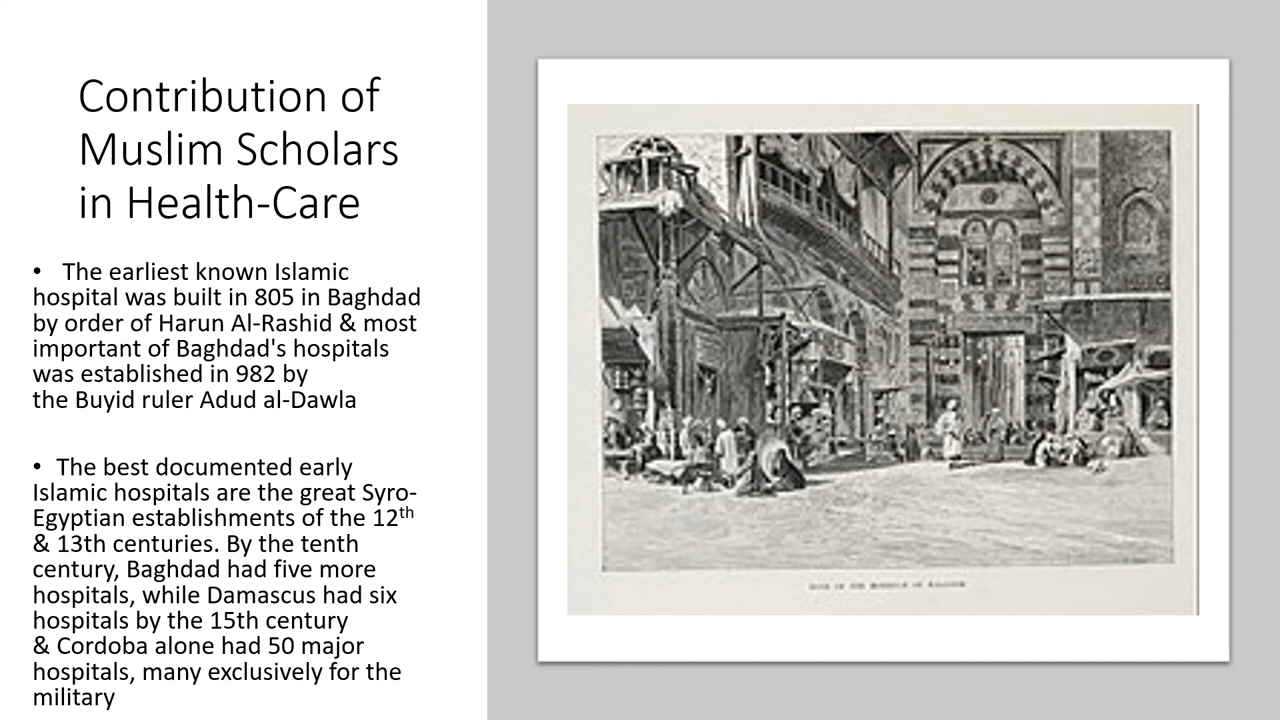 Contribution of
Muslim Scholars
in Health-Care
• The earliest known Islamic
hospital was built in 805 in Baghdad
by order of Harun Al-Rashid & most
important of Baghdad's hospitals
was established in 982 by
the Buyid ruler Adud al-Dawla
• The best documented early
Islamic hospitals are the great Syro-
Egyptian establishments of the 12th
& 13th centuries. By the tenth
century, Baghdad had five more
hospitals, while Damascus had six
hospitals by the 15th century
& Cordoba alone had 50 major
hospitals, many exclusively for the
military